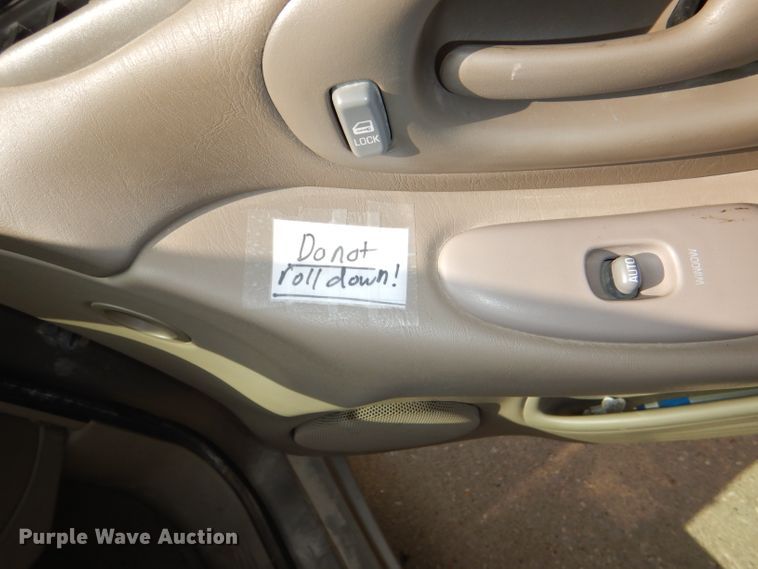 LOCK
Do not
roll down!
AUTO
WINDOW
Purple Wave Auction